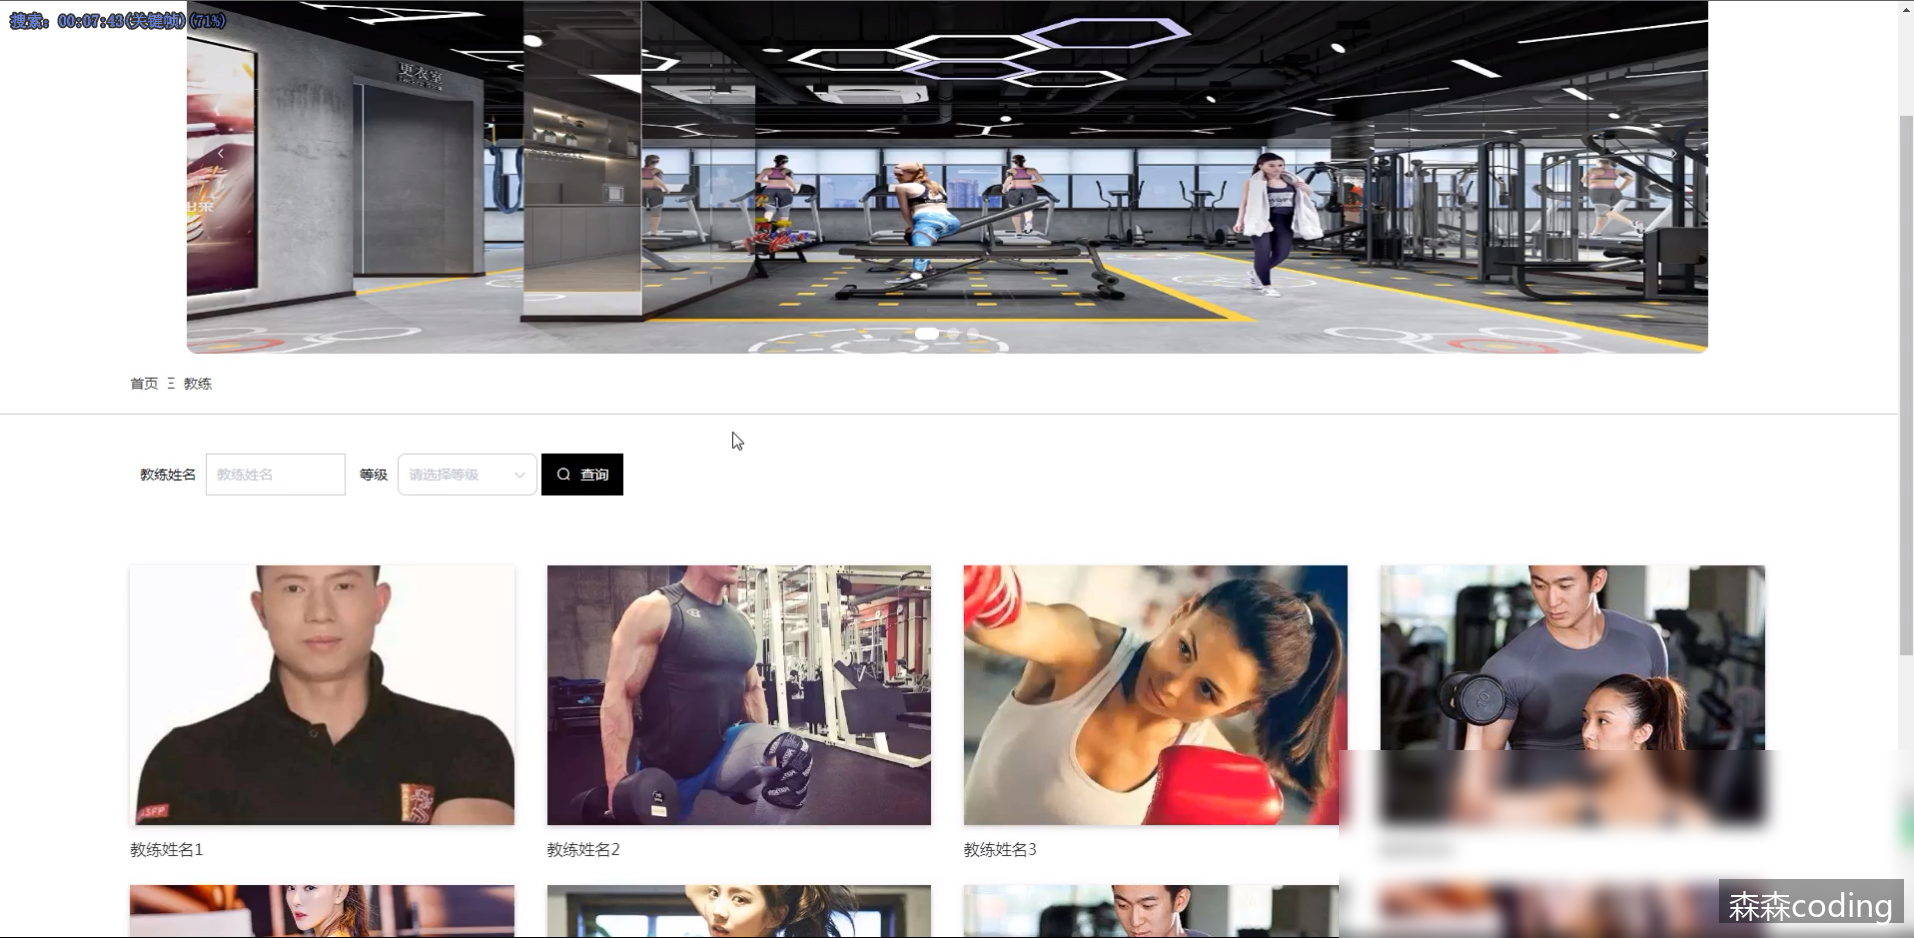 搜索: 00:07:43(关键帧)(71%)
更衣室
出来
首页 Ξ 教练
教练姓名 教练姓名 等级 请选择等级 查询
教练姓名1
教练姓名2
教练姓名3
森森coding